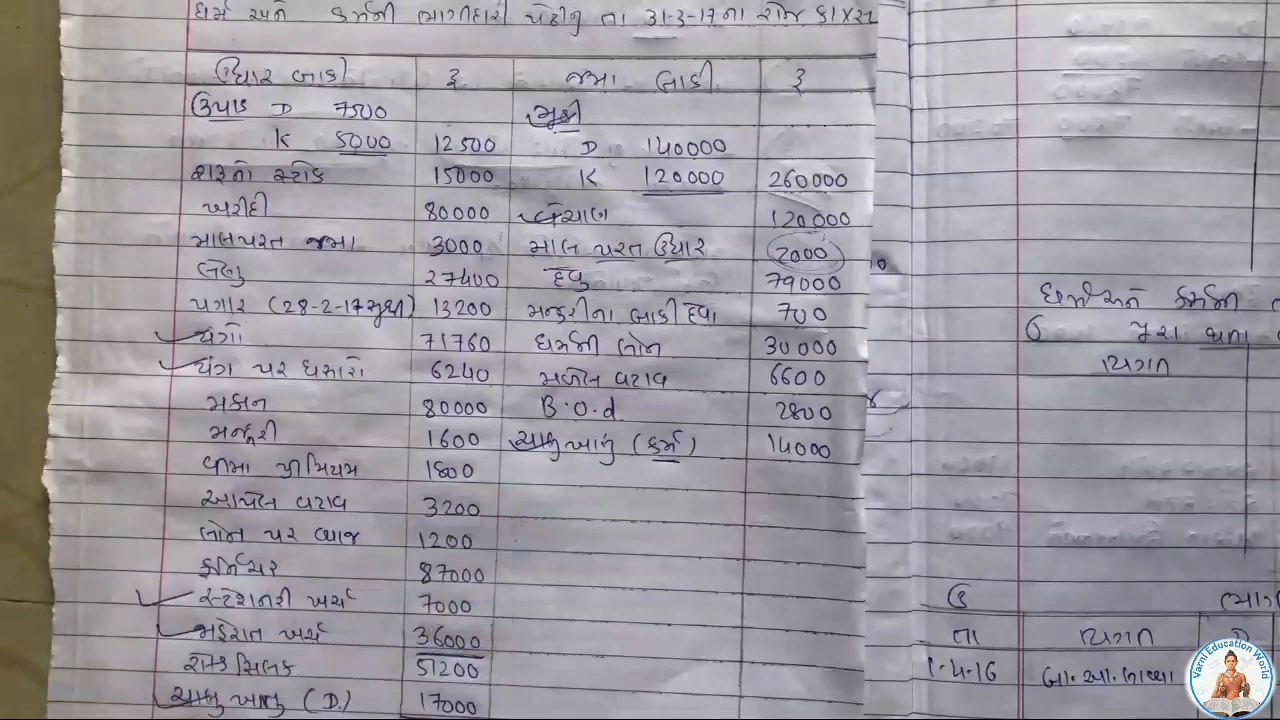 ધર્મ અને કર્મની ભાગીદારી પેઢીનું તા 31-3-17ના રોજ કાચું
ઉધાર બાકી ₹ જમા બાકી ₹
ઉપાડ D 7500 મૂડી
K 5000 12500 D 140000
શરૂનો સ્ટોક 15000 K 120000 260000
ખરીદી 80000 વેચાણ 120000
માલપરત જમા 3000 માલ પરત ઉધાર 2000
લેણુ 27400 દેવુ 79000
પગાર (28-2-17સુધી) 13200 મજૂરીના બાકી દેવા 700
યંત્રો 71760 ધર્મની લોન 30000
યંત્ર પર ઘસારો 6240 મળેલ વટાવ 6600
મકાન 80000 B.O.d 2800
મજૂરી 1600 ચાલુ ખાતુ (કર્મ) 14000
વીમા પ્રીમિયમ 1800
આપેલ વટાવ 3200
લોન પર વ્યાજ 1200
ફર્નિચર 87000
સ્ટેશનરી ખર્ચ 7000
મહેશત ખર્ચ 36000
રોકડ સિલક 51200
ચાલુ ખાતુ (D.) 17000
ધર્મ અને કર્મની
ઉ
વિગત
ઉ
તા વિગત D
1-4-16 બા. આ. લાવ્યા
Varni Education World